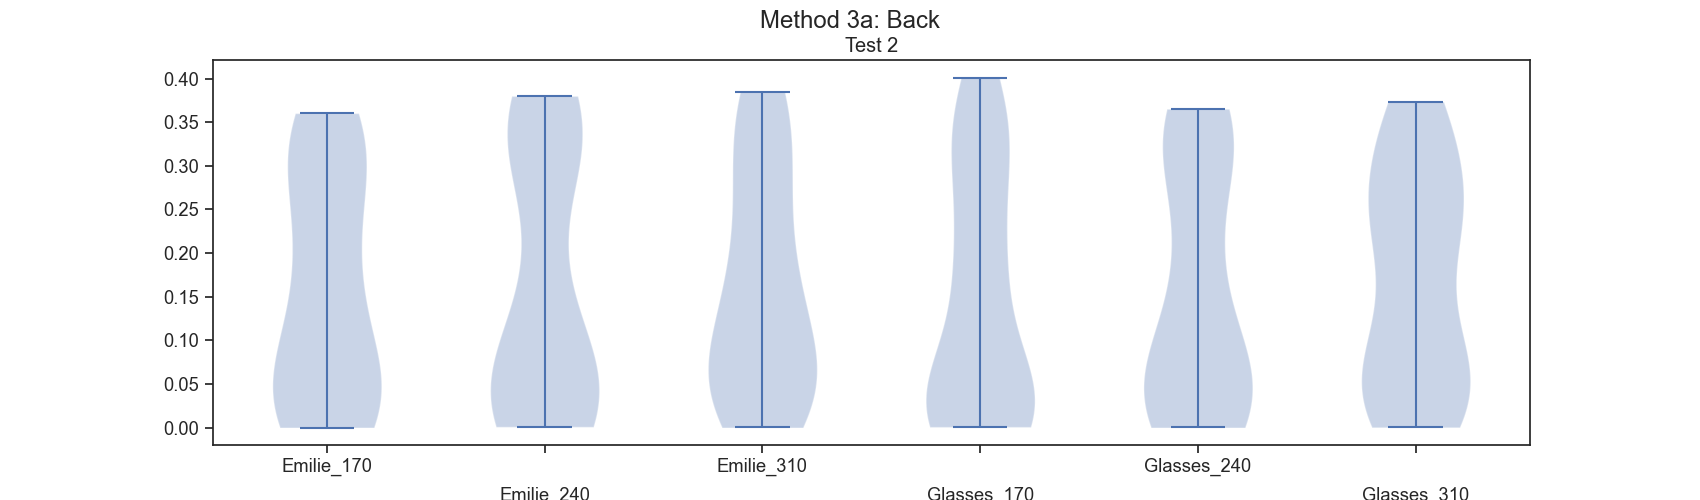 Method 3a: Back
Test 2
0.40
0.35
0.30
0.25
0.20
0.15
0.10
0.05
0.00
Emilie_170
Emilie_310
Glasses_240
Emilie_240
Glasses_170
Glasses_310